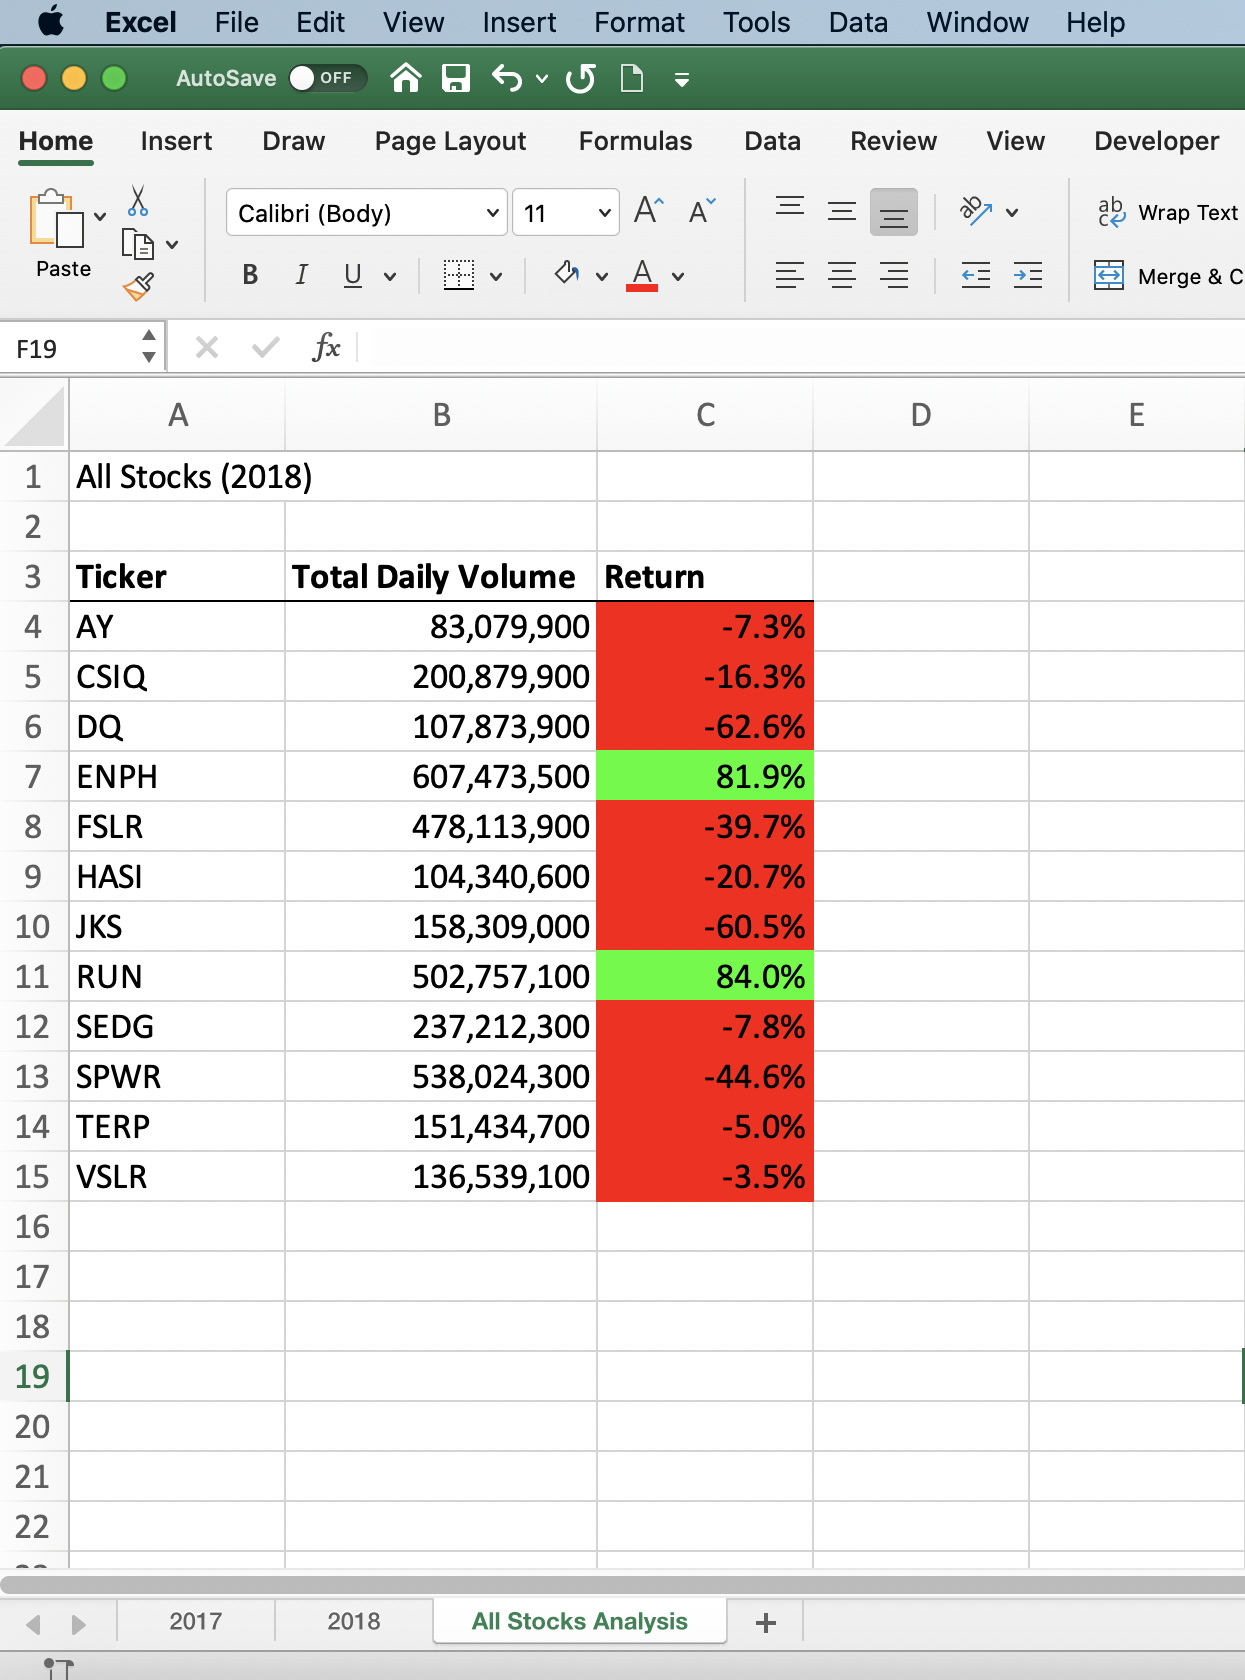 Excel File Edit View Insert Format Tools Data Window Help
AutoSave OFF
Home Insert Draw Page Layout Formulas Data Review View Developer
Paste Calibri (Body) 11 A A ab Wrap Text
B I U A Merge & C
F19 fx
A B C D E
1 All Stocks (2018)
2
3 Ticker Total Daily Volume Return
4 AY 83,079,900 -7.3%
5 CSIQ 200,879,900 -16.3%
6 DQ 107,873,900 -62.6%
7 ENPH 607,473,500 81.9%
8 FSLR 478,113,900 -39.7%
9 HASI 104,340,600 -20.7%
10 JKS 158,309,000 -60.5%
11 RUN 502,757,100 84.0%
12 SEDG 237,212,300 -7.8%
13 SPWR 538,024,300 -44.6%
14 TERP 151,434,700 -5.0%
15 VSLR 136,539,100 -3.5%
16
17
18
19
20
21
22
2017 2018 All Stocks Analysis +